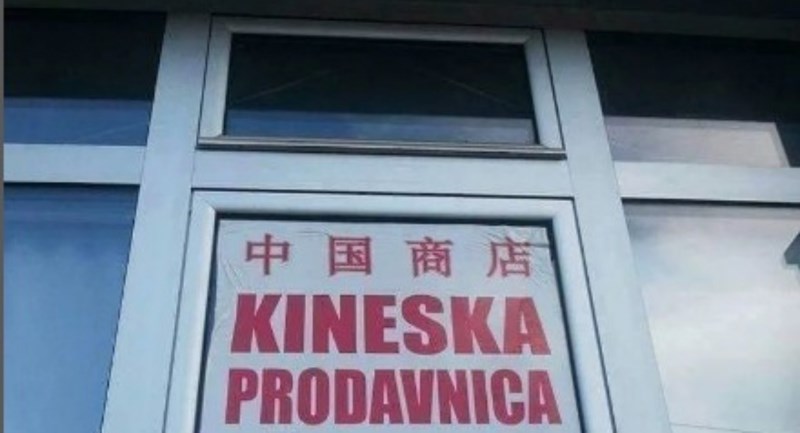 中国商店
KINESKA
PRODAVNICA